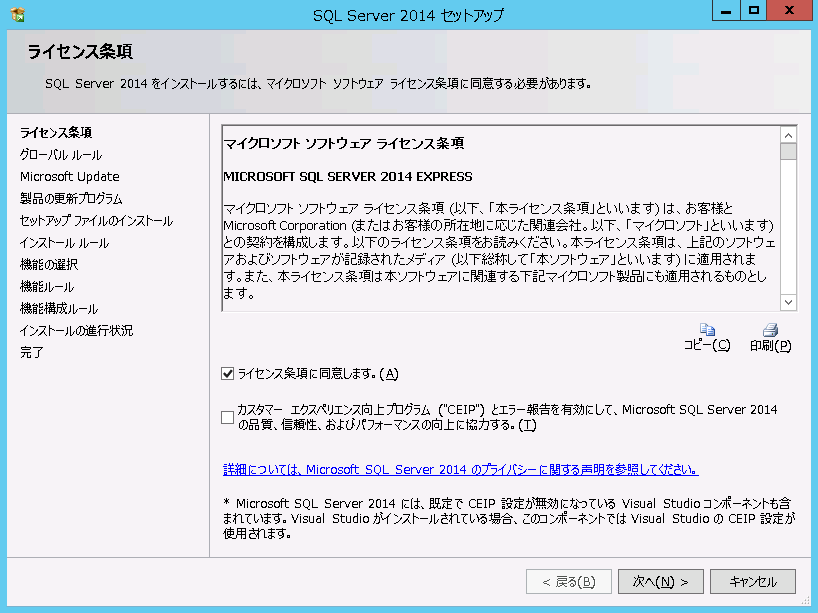 SQL Server 2014 セットアップ
ライセンス条項
SQL Server 2014 をインストールするには、マイクロソフト ソフトウェア ライセンス条項に同意する必要があります。
ライセンス条項
グローバル ルール
Microsoft Update
製品の更新プログラム
セットアップ ファイルのインストール
インストール ルール
機能の選択
機能ルール
機能構成ルール
インストールの進行状況
完了
マイクロソフト ソフトウェア ライセンス条項
MICROSOFT SQL SERVER 2014 EXPRESS
マイクロソフト ソフトウェア ライセンス条項 (以下、「本ライセンス条項」といいます) は、お客様と
Microsoft Corporation (またはお客様の所在地に応じた関連会社。以下、「マイクロソフト」といいます)
との契約を構成します。以下のライセンス条項をお読みください。本ライセンス条項は、上記のソフトウェ
アおよびソフトウェアが記録されたメディア (以下総称して「本ソフトウェア」といいます) に適用されま
す。また、本ライセンス条項は本ソフトウェアに関連する下記マイクロソフト製品にも適用されるものとし
ます。
コピー(C)
印刷(P)
ライセンス条項に同意します。(A)
カスタマー エクスペリエンス向上プログラム ("CEIP") とエラー報告を有効にして、Microsoft SQL Server 2014
の品質、信頼性、およびパフォーマンスの向上に協力する。(T)
詳細については、Microsoft SQL Server 2014 のプライバシーに関する声明を参照してください。
* Microsoft SQL Server 2014 には、既定で CEIP 設定が無効になっている Visual Studio コンポーネントも含
まれています。Visual Studio がインストールされている場合、このコンポーネントでは Visual Studio の CEIP 設定が
使用されます。
< 戻る(B)
次へ(N) >
キャンセル